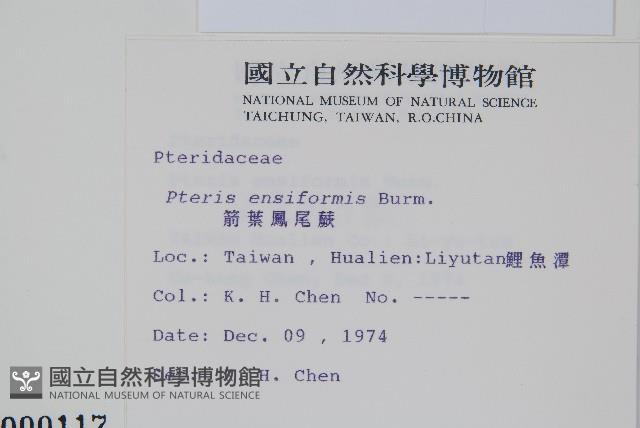 國立自然科學博物館
NATIONAL MUSEUM OF NATURAL SCIENCE
TAICHUNG, TAIWAN, R.O.CHINA
Pteridaceae
Pteris ensiformis Burm.
箭葉鳳尾蕨
Loc.: Taiwan , Hualien:Liyutan鯉魚潭
Col.: K. H. Chen No. -----
Date: Dec. 09 , 1974
H. Chen
國立自然科學博物館
NATIONAL MUSEUM OF NATURAL SCIENCE
000117